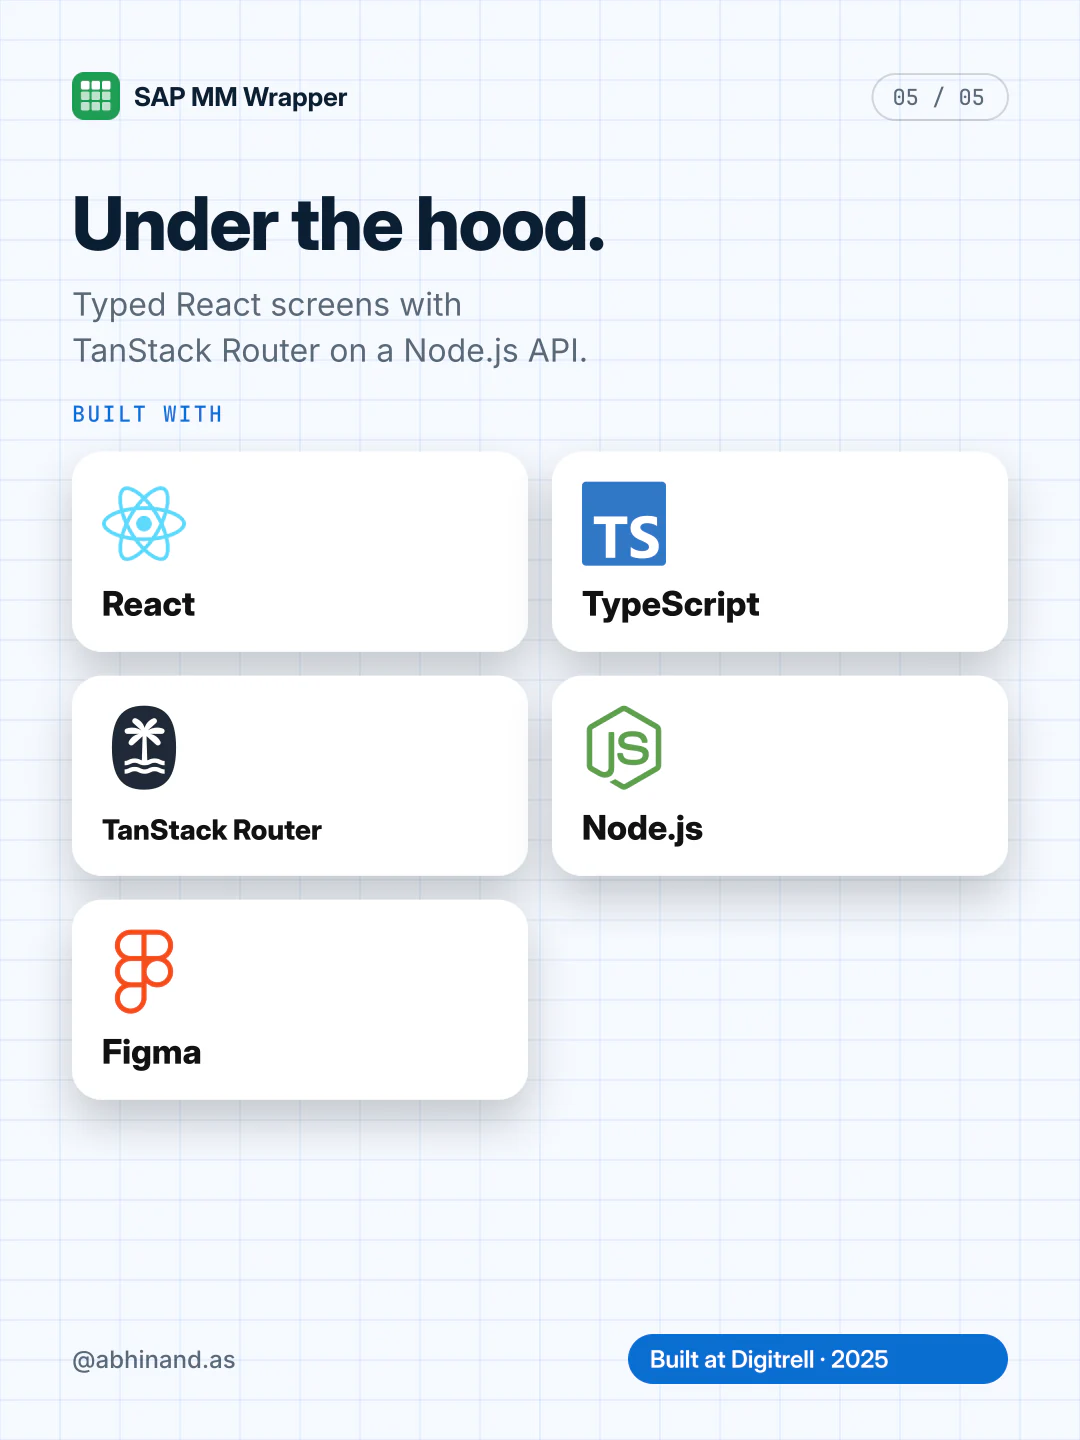 SAP MM Wrapper
05 / 05
Under the hood.
Typed React screens with
TanStack Router on a Node.js API.
BUILT WITH
React
TS
TypeScript
TanStack Router
JS
Node.js
Figma
@abhinand.as
Built at Digitrell · 2025